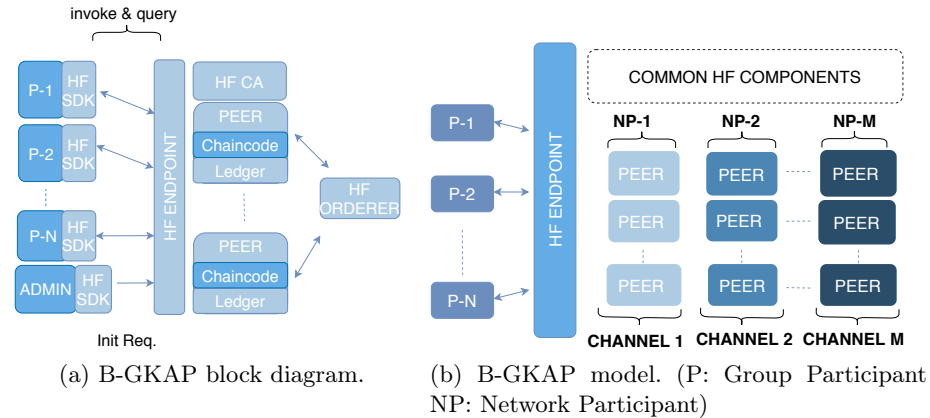 invoke & query
P-1
HF
SDK
P-2
HF
SDK
P-N
HF
SDK
ADMIN
HF
SDK
Init Req.
HF ENDPOINT
HF CA
PEER
Chaincode
Ledger
PEER
Chaincode
Ledger
HF
ORDERER
(a) B-GKAP block diagram.
P-1
P-2
P-N
HF ENDPOINT
COMMON HF COMPONENTS
NP-1 NP-2 NP-M
PEER PEER PEER
PEER PEER PEER
PEER PEER PEER
CHANNEL 1 CHANNEL 2 CHANNEL M
(b) B-GKAP model. (P: Group Participant
NP: Network Participant)